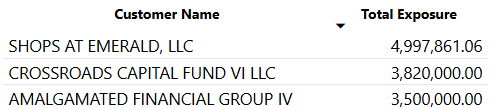 Customer Name Total Exposure
SHOPS AT EMERALD, LLC 4,997,861.06
CROSSROADS CAPITAL FUND VI LLC 3,820,000.00
AMALGAMATED FINANCIAL GROUP IV 3,500,000.00